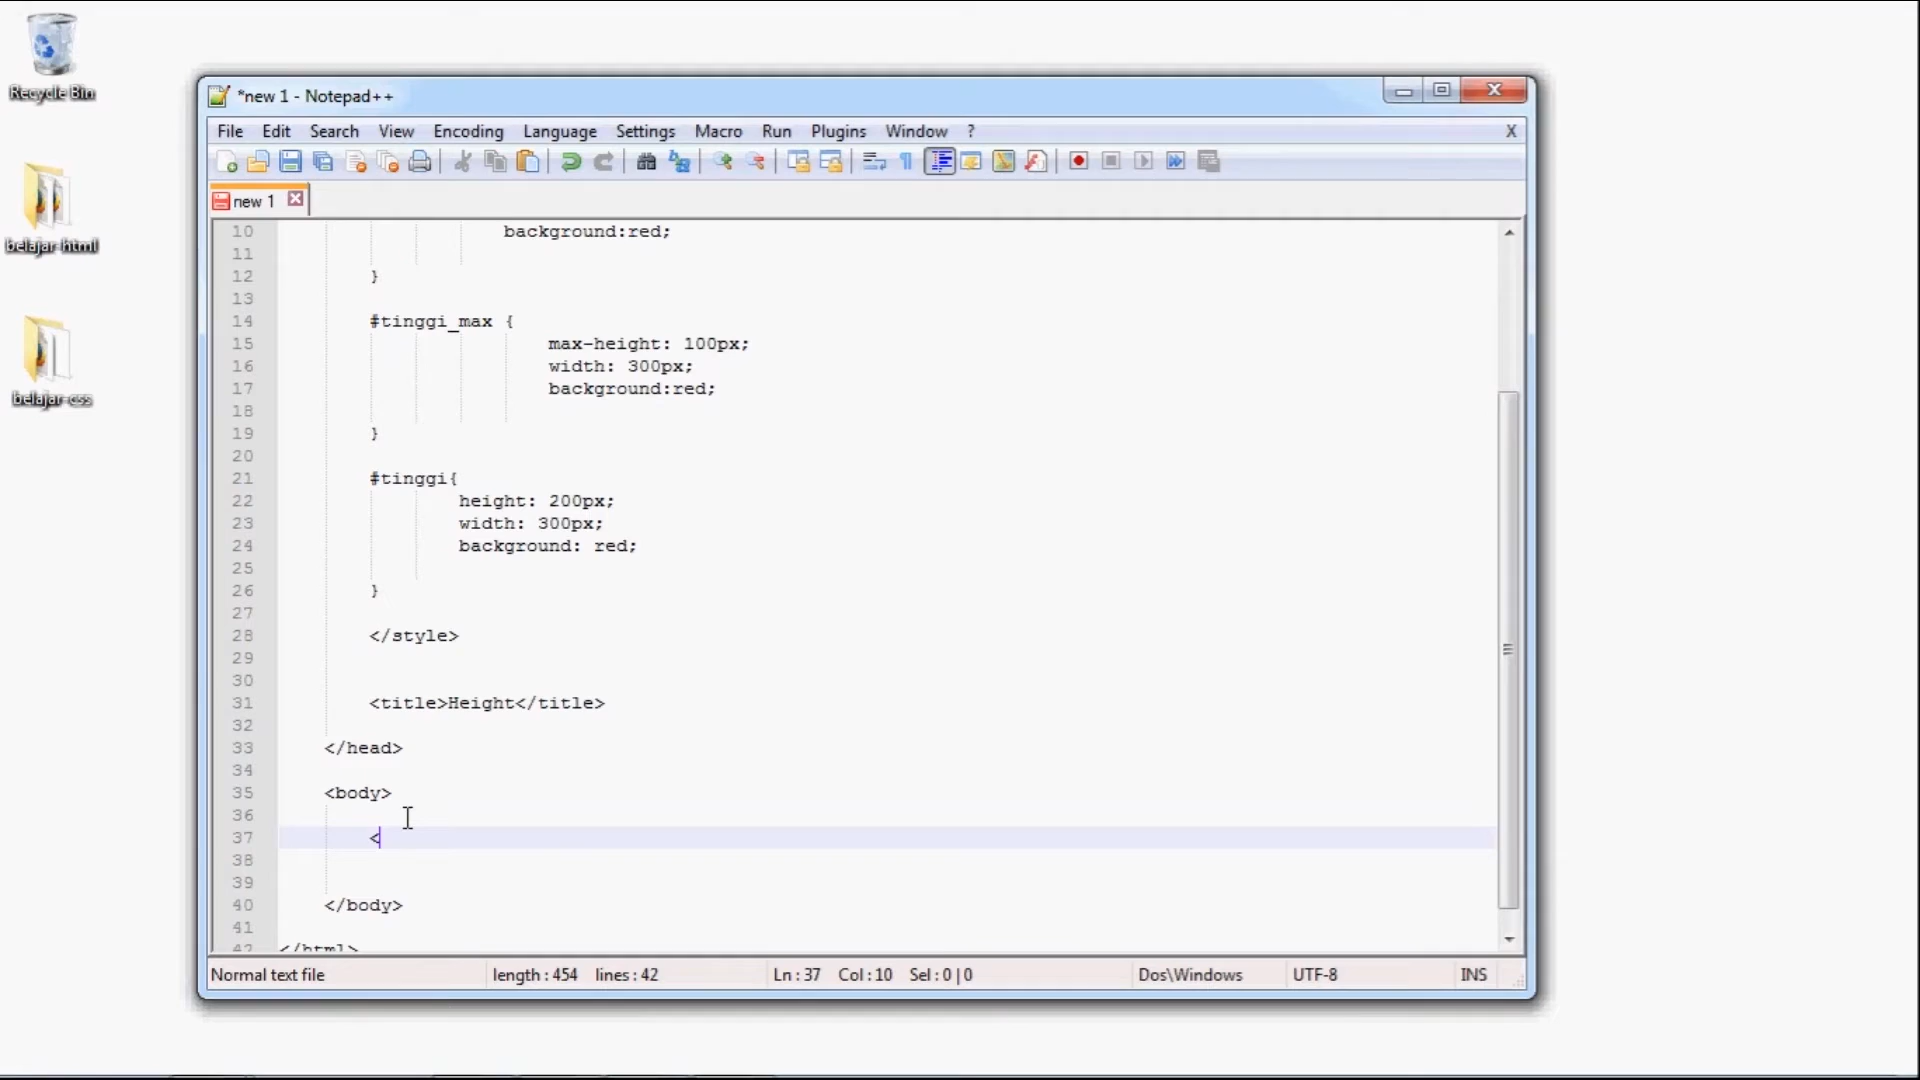 Recycle Bin
belajar-html
belajar-css
*new 1 - Notepad++
File Edit Search View Encoding Language Settings Macro Run Plugins Window ? X
new 1
10 background:red;
11
12 }
13
14 #tinggi_max {
15 max-height: 100px;
16 width: 300px;
17 background:red;
18
19 }
20
21 #tinggi{
22 height: 200px;
23 width: 300px;
24 background: red;
25
26 }
27
28 </style>
29
30
31 <title>Height</title>
32
33 </head>
34
35 <body>
36
37 <
38
39
40 </body>
41
42 </html>
Normal text file length : 454 lines : 42 Ln : 37 Col : 10 Sel : 0 | 0 Dos\Windows UTF-8 INS